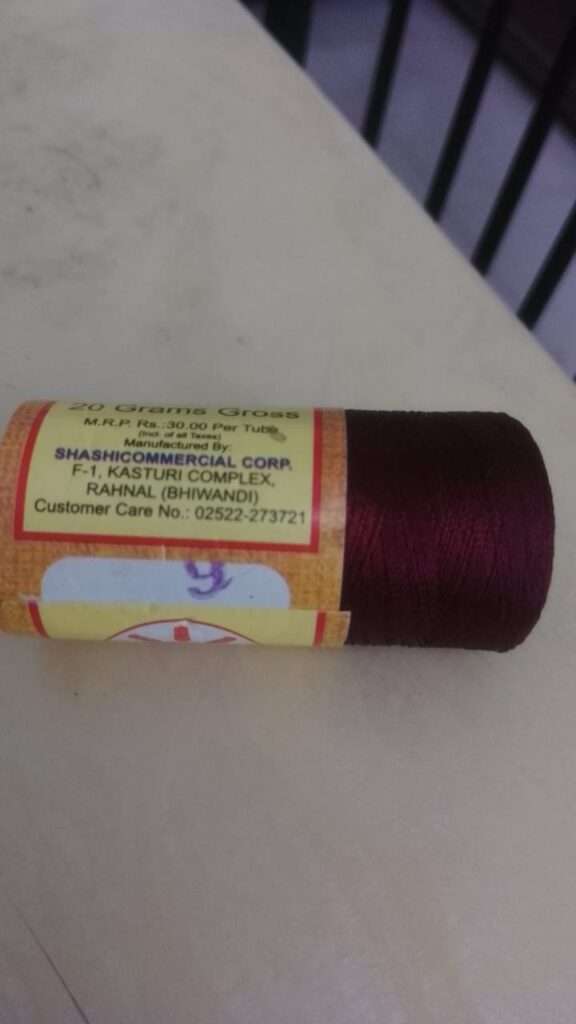 20 Grams Gross
M.R.P. Rs.:30.00 Per Tube
(Incl. of all Taxes)
Manufactured By:
SHASHICOMMERCIAL CORP.
F-1, KASTURI COMPLEX,
RAHNAL (BHIWANDI)
Customer Care No.: 02522-273721